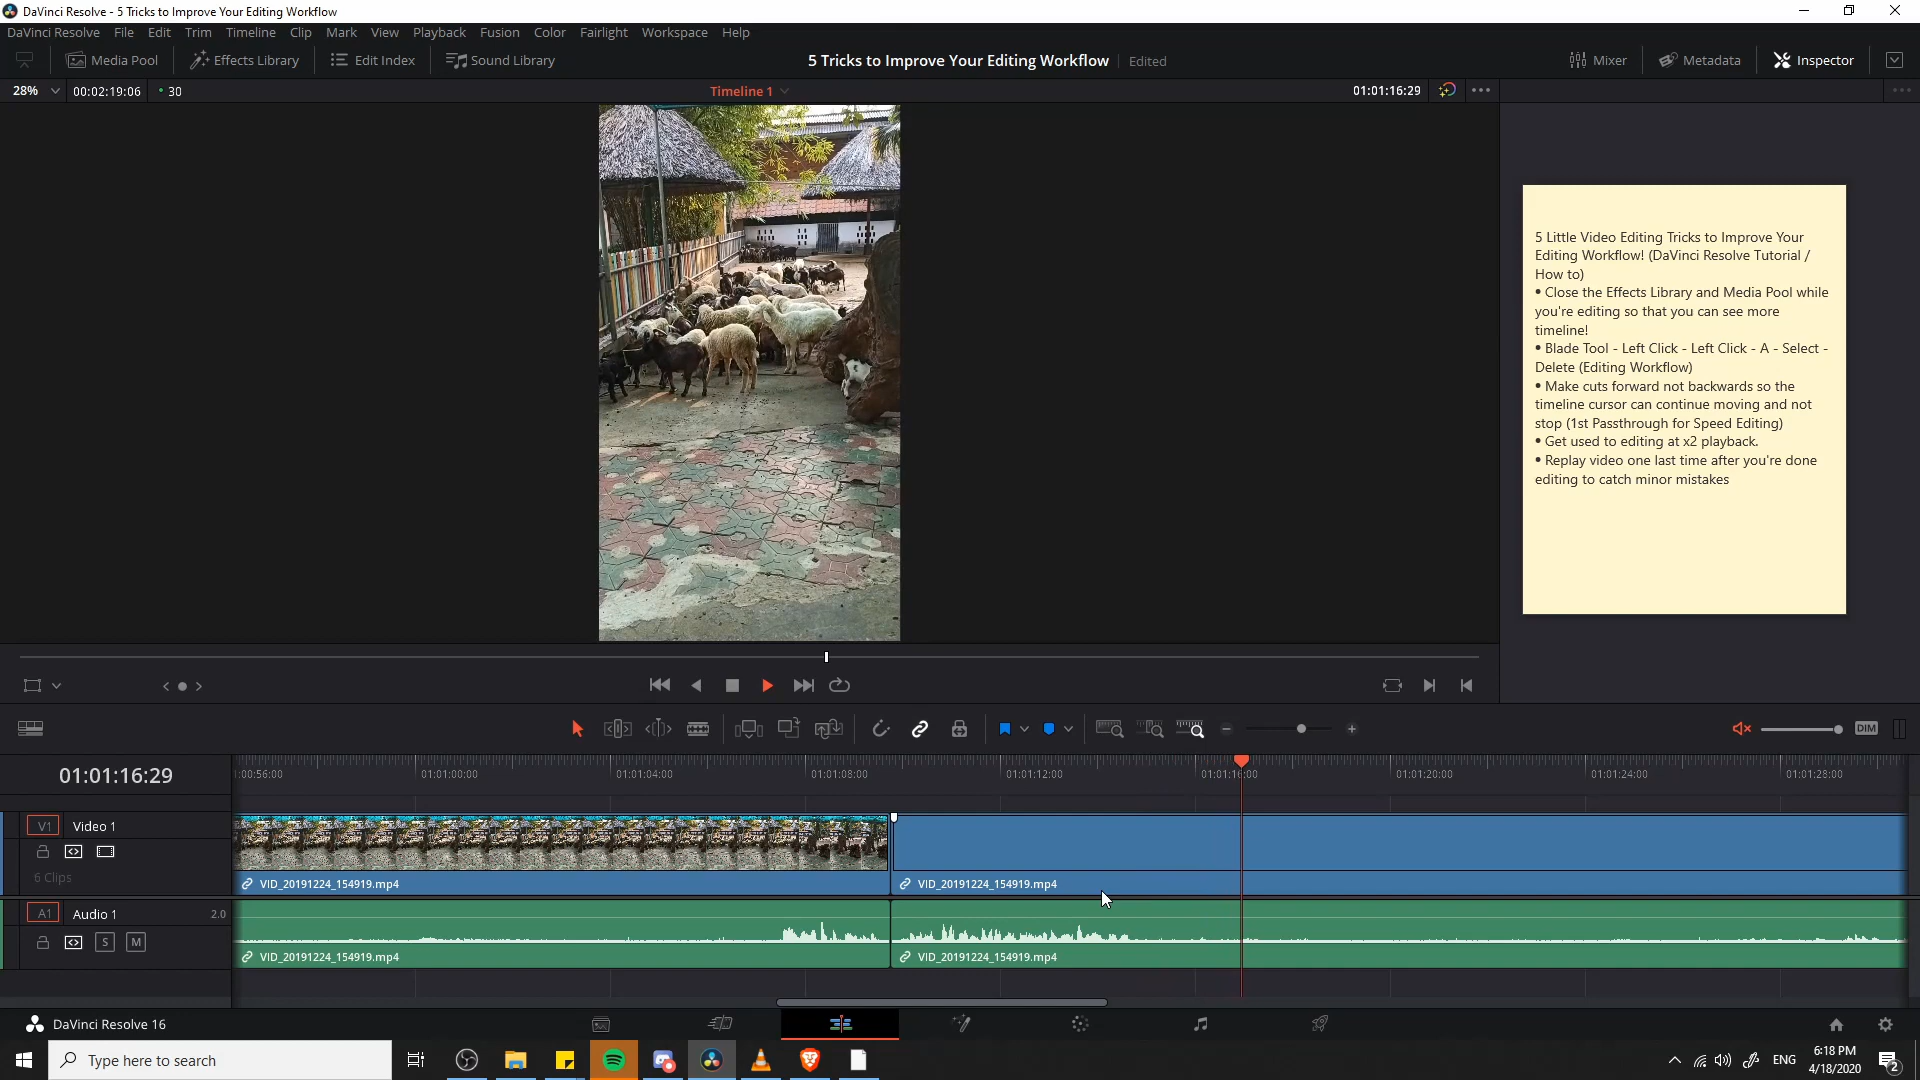 DaVinci Resolve - 5 Tricks to Improve Your Editing Workflow
DaVinci Resolve File Edit Trim Timeline Clip Mark View Playback Fusion Color Fairlight Workspace Help
Media Pool Effects Library Edit Index Sound Library 5 Tricks to Improve Your Editing Workflow Edited Mixer Metadata Inspector
28% 00:02:19:06 30 Timeline 1 01:01:16:29
5 Little Video Editing Tricks to Improve Your
Editing Workflow! (DaVinci Resolve Tutorial /
How to)
• Close the Effects Library and Media Pool while
you're editing so that you can see more
timeline!
• Blade Tool - Left Click - Left Click - A - Select -
Delete (Editing Workflow)
• Make cuts forward not backwards so the
timeline cursor can continue moving and not
stop (1st Passthrough for Speed Editing)
• Get used to editing at x2 playback.
• Replay video one last time after you're done
editing to catch minor mistakes
DIM
01:01:16:29 1:00:56:00 01:01:00:00 01:01:04:00 01:01:08:00 01:01:12:00 01:01:16:00 01:01:20:00 01:01:24:00 01:01:28:00
V1 Video 1
6 Clips
VID_20191224_154919.mp4 VID_20191224_154919.mp4
A1 Audio 1 2.0
S M
VID_20191224_154919.mp4 VID_20191224_154919.mp4
DaVinci Resolve 16
Type here to search
ENG
6:18 PM
4/18/2020
2